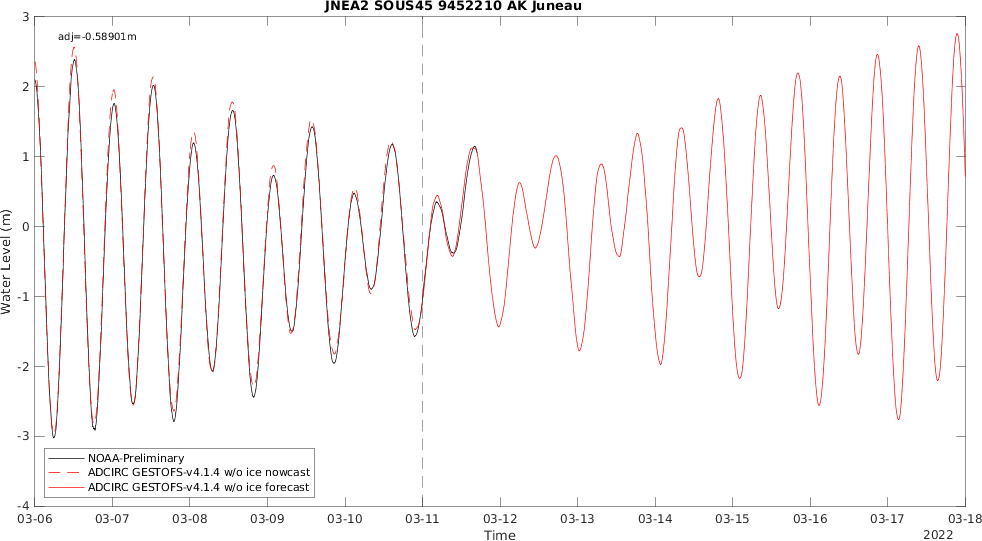 JNEA2 SOUS45 9452210 AK Juneau
adj=-0.58901m
3
2
1
0
-1
-2
-3
-4
Water Level (m)
NOAA-Preliminary
ADCIRC GESTOFS-v4.1.4 w/o ice nowcast
ADCIRC GESTOFS-v4.1.4 w/o ice forecast
03-06 03-07 03-08 03-09 03-10 03-11 03-12 03-13 03-14 03-15 03-16 03-17 03-18
Time
2022